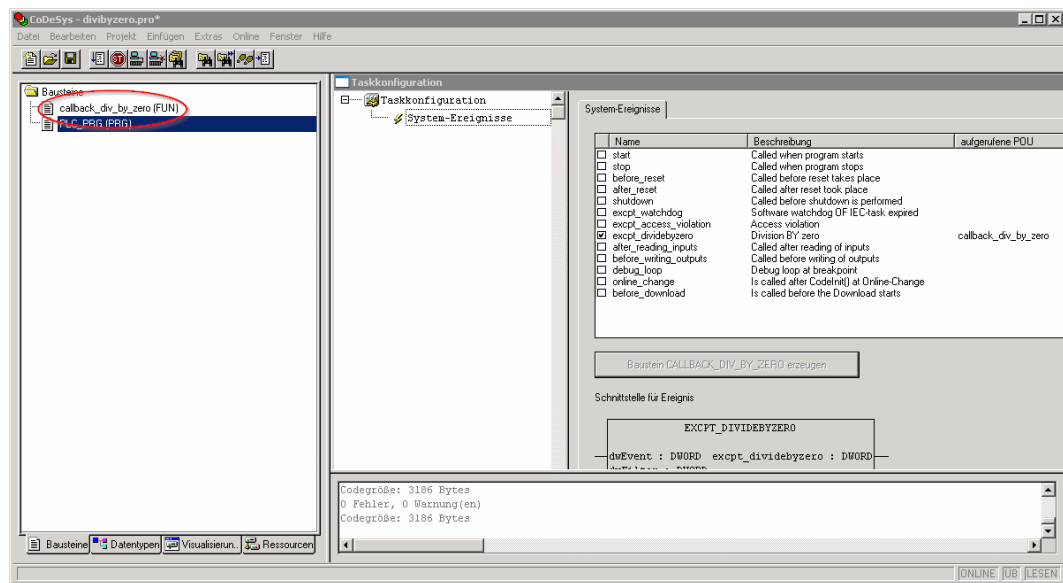 CoDeSys - divibyzero.pro*
Datei Bearbeiten Projekt Einfügen Extras Online Fenster Hilfe
Bausteine
callback_div_by_zero (FUN)
PLC_PRG (PRG)
Bausteine Datentypen Visualisierun... Ressourcen
Taskkonfiguration
Taskkonfiguration
System-Ereignisse
System-Ereignisse
Name Beschreibung aufgerufene POU
start Called when program starts
stop Called when program stops
before_reset Called before reset takes place
after_reset Called after reset took place
shutdown Called before shutdown is performed
excpt_watchdog Software watchdog OF IEC-task expired
excpt_access_violation Access violation
excpt_dividebyzero Division BY zero callback_div_by_zero
after_reading_inputs Called after reading of inputs
before_writing_outputs Called before writing of outputs
debug_loop Debug loop at breakpoint
online_change Is called after CodeInit() at Online-Change
before_download Is called before the Download starts
Baustein CALLBACK_DIV_BY_ZERO erzeugen
Schnittstelle für Ereignis
EXCPT_DIVIDEBYZERO
dwEvent : DWORD excpt_dividebyzero : DWORD
dwFilter : DWORD
Codegröße: 3186 Bytes
0 Fehler, 0 Warnung(en)
Codegröße: 3186 Bytes
ONLINE ÜB LESEN